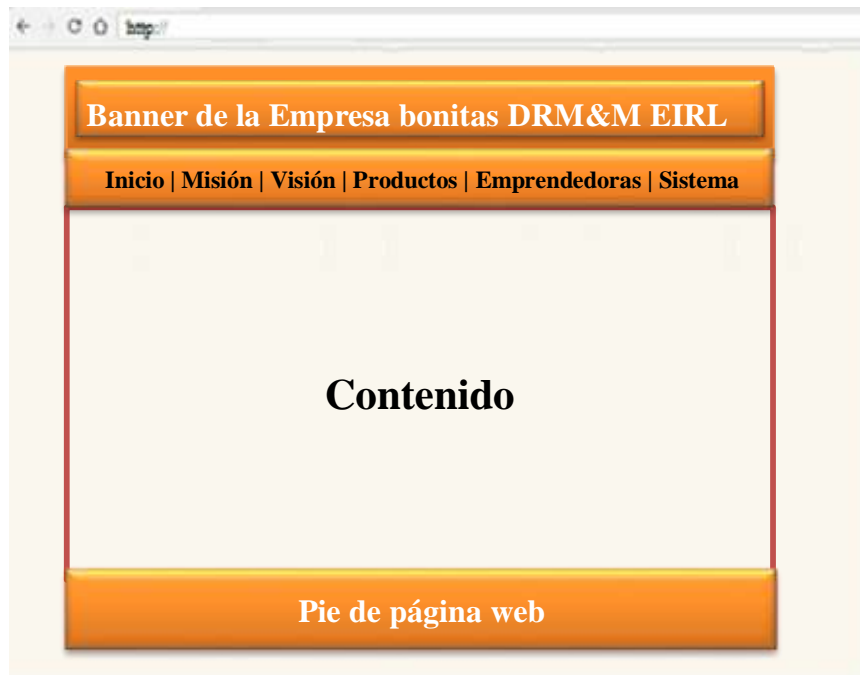 http://
Banner de la Empresa bonitas DRM&M EIRL
Inicio | Misión | Visión | Productos | Emprendedoras | Sistema
Contenido
Pie de página web